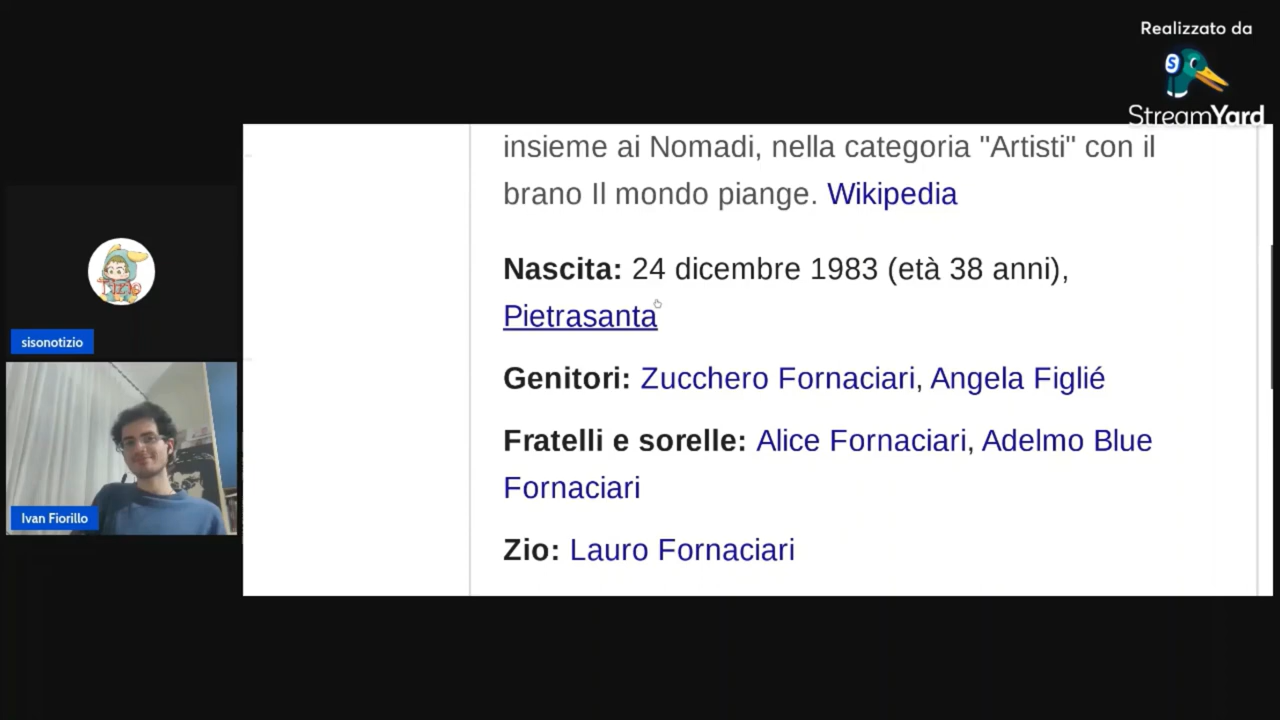 Realizzato da
StreamYard
insieme ai Nomadi, nella categoria "Artisti" con il
brano Il mondo piange. Wikipedia
Nascita: 24 dicembre 1983 (età 38 anni),
Pietrasanta
Genitori: Zucchero Fornaciari, Angela Figlié
Fratelli e sorelle: Alice Fornaciari, Adelmo Blue
Fornaciari
Zio: Lauro Fornaciari
sisonotizio
Ivan Fiorillo